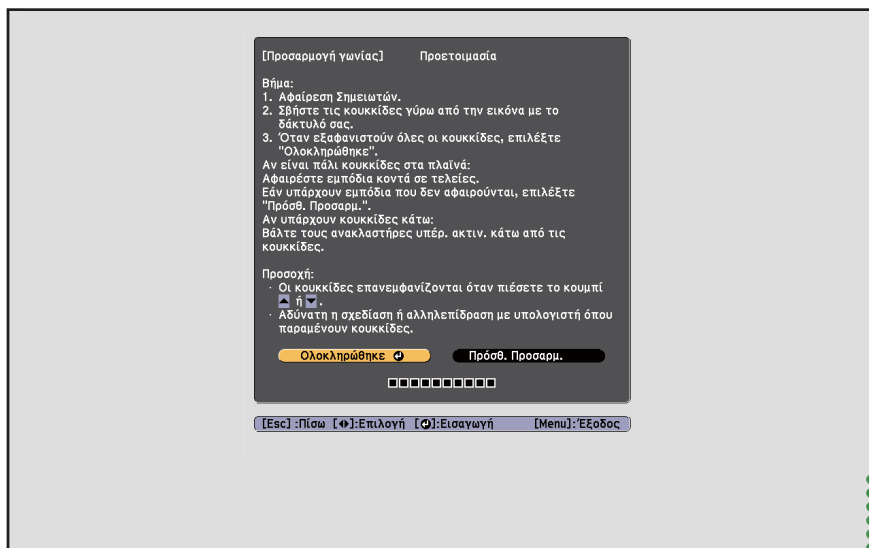 [Προσαρμογή γωνίας] Προετοιμασία
Βήμα:
1. Αφαίρεση Σημειωτών.
2. Σβήστε τις κουκκίδες γύρω από την εικόνα με το
δάκτυλό σας.
3. Όταν εξαφανιστούν όλες οι κουκκίδες, επιλέξτε
"Ολοκληρώθηκε".
Αν είναι πάλι κουκκίδες στα πλαϊνά:
Αφαιρέστε εμπόδια κοντά σε τελείες.
Εάν υπάρχουν εμπόδια που δεν αφαιρούνται, επιλέξτε
"Πρόσθ. Προσαρμ.".
Αν υπάρχουν κουκκίδες κάτω:
Βάλτε τους ανακλαστήρες υπέρ. ακτιν. κάτω από τις
κουκκίδες.
Προσοχή:
· Οι κουκκίδες επανεμφανίζονται όταν πιέσετε το κουμπί
▲ ή ▼.
· Αδύνατη η σχεδίαση ή αλληλεπίδραση με υπολογιστή όπου
παραμένουν κουκκίδες.
Ολοκληρώθηκε Πρόσθ. Προσαρμ.
[Esc] :Πίσω [◀▶]:Επιλογή [⏎]:Εισαγωγή [Menu]:Έξοδος